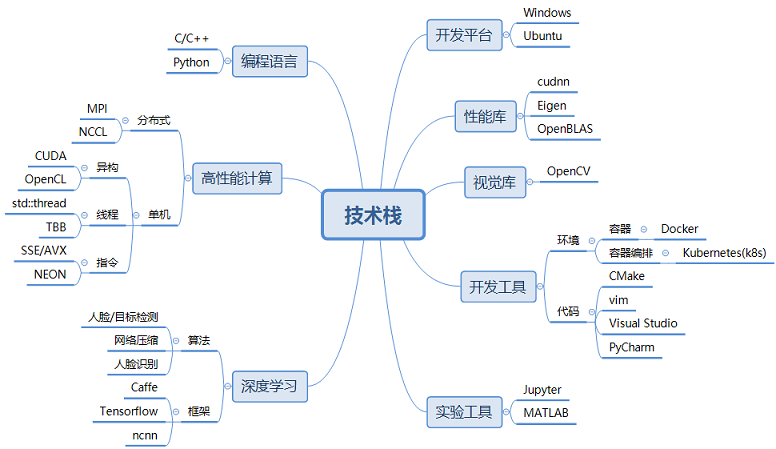 技术栈
编程语言
C/C++
Python
高性能计算
分布式
MPI
NCCL
单机
异构
CUDA
OpenCL
线程
std::thread
TBB
指令
SSE/AVX
NEON
深度学习
算法
人脸/目标检测
网络压缩
人脸识别
框架
Caffe
Tensorflow
ncnn
开发平台
Windows
Ubuntu
性能库
cudnn
Eigen
OpenBLAS
视觉库
OpenCV
开发工具
环境
容器
Docker
容器编排
Kubernetes(k8s)
代码
CMake
vim
Visual Studio
PyCharm
实验工具
Jupyter
MATLAB